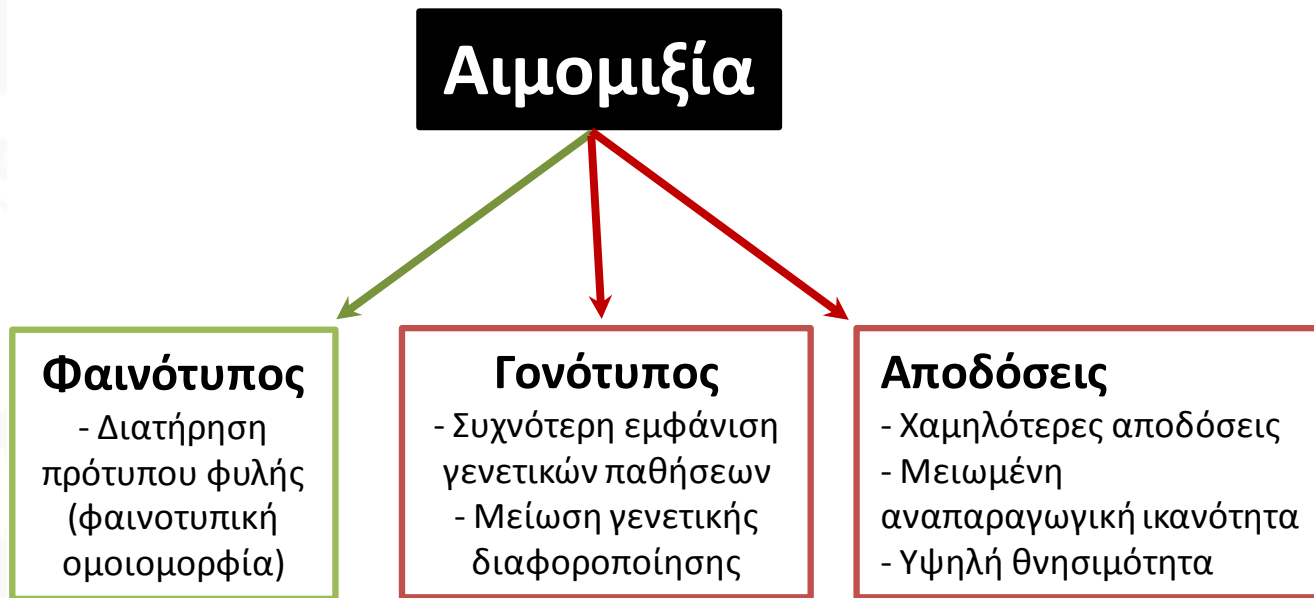 Αιμομιξία
Φαινότυπος
- Διατήρηση
πρότυπου φυλής
(φαινοτυπική
ομοιομορφία)
Γονότυπος
- Συχνότερη εμφάνιση
γενετικών παθήσεων
- Μείωση γενετικής
διαφοροποίησης
Αποδόσεις
- Χαμηλότερες αποδόσεις
- Μειωμένη
αναπαραγωγική ικανότητα
- Υψηλή θνησιμότητα